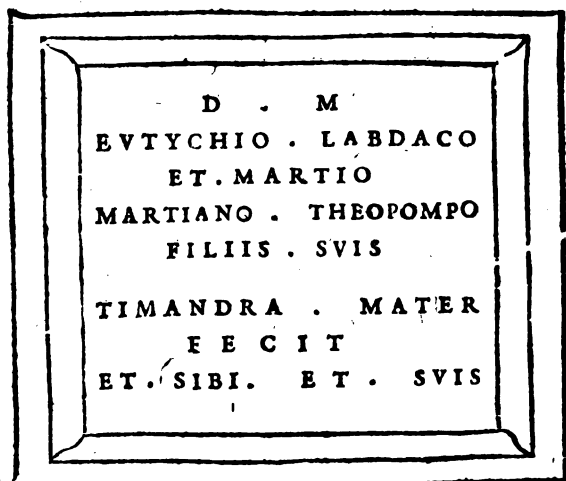 D . M
EVTYCHIO . LABDACO
ET . MARTIO
MARTIANO . THEOPOMPO
FILIIS . SVIS
TIMANDRA . MATER
FECIT
ET . SIBI . ET . SVIS